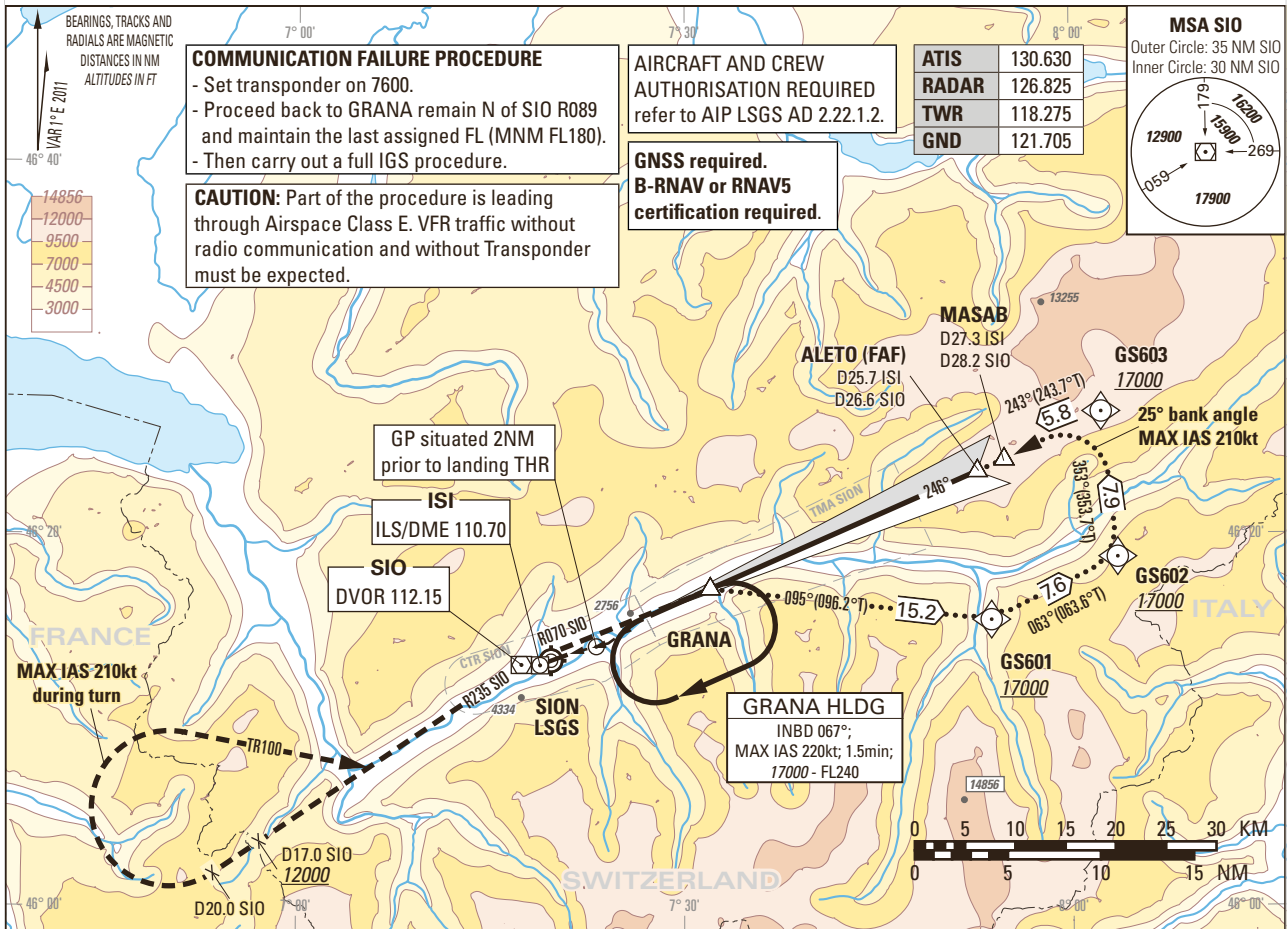 BEARINGS, TRACKS AND
RADIALS ARE MAGNETIC
DISTANCES IN NM
ALTITUDES IN FT
VAR 1° E 2011
7° 00'
7° 30'
8° 00'
COMMUNICATION FAILURE PROCEDURE
- Set transponder on 7600.
- Proceed back to GRANA remain N of SIO R089
and maintain the last assigned FL (MNM FL180).
- Then carry out a full IGS procedure.
CAUTION: Part of the procedure is leading
through Airspace Class E. VFR traffic without
radio communication and without Transponder
must be expected.
AIRCRAFT AND CREW
AUTHORISATION REQUIRED
refer to AIP LSGS AD 2.22.1.2.
GNSS required.
B-RNAV or RNAV5
certification required.
ATIS 130.630
RADAR 126.825
TWR 118.275
GND 121.705
MSA SIO
Outer Circle: 35 NM SIO
Inner Circle: 30 NM SIO
179
16200
15900
12900
269
059
17900
46° 40'
14856
12000
9500
7000
4500
3000
13255
MASAB
D27.3 ISI
D28.2 SIO
ALETO (FAF)
D25.7 ISI
D26.6 SIO
GS603
17000
243° (243.7°T)
5.8
25° bank angle
MAX IAS 210kt
353° (353.7°T)
7.9
GP situated 2NM
prior to landing THR
ISI
ILS/DME 110.70
SIO
DVOR 112.15
246°
TMA SION
46° 20'
46° 20'
GS602
17000
7.6
063° (063.6°T)
095° (096.2°T)
15.2
GS601
17000
ITALY
FRANCE
2756
R070 SIO
GRANA
CTR SION
R235 SIO
4334
SION
LSGS
MAX IAS 210kt
during turn
TR100
GRANA HLDG
INBD 067°;
MAX IAS 220kt; 1.5min;
17000 - FL240
14856
0 5 10 15 20 25 30 KM
0 5 10 15 NM
D17.0 SIO
12000
D20.0 SIO
SWITZERLAND
46° 00'
7° 00'
7° 30'
8° 00'
46° 00'